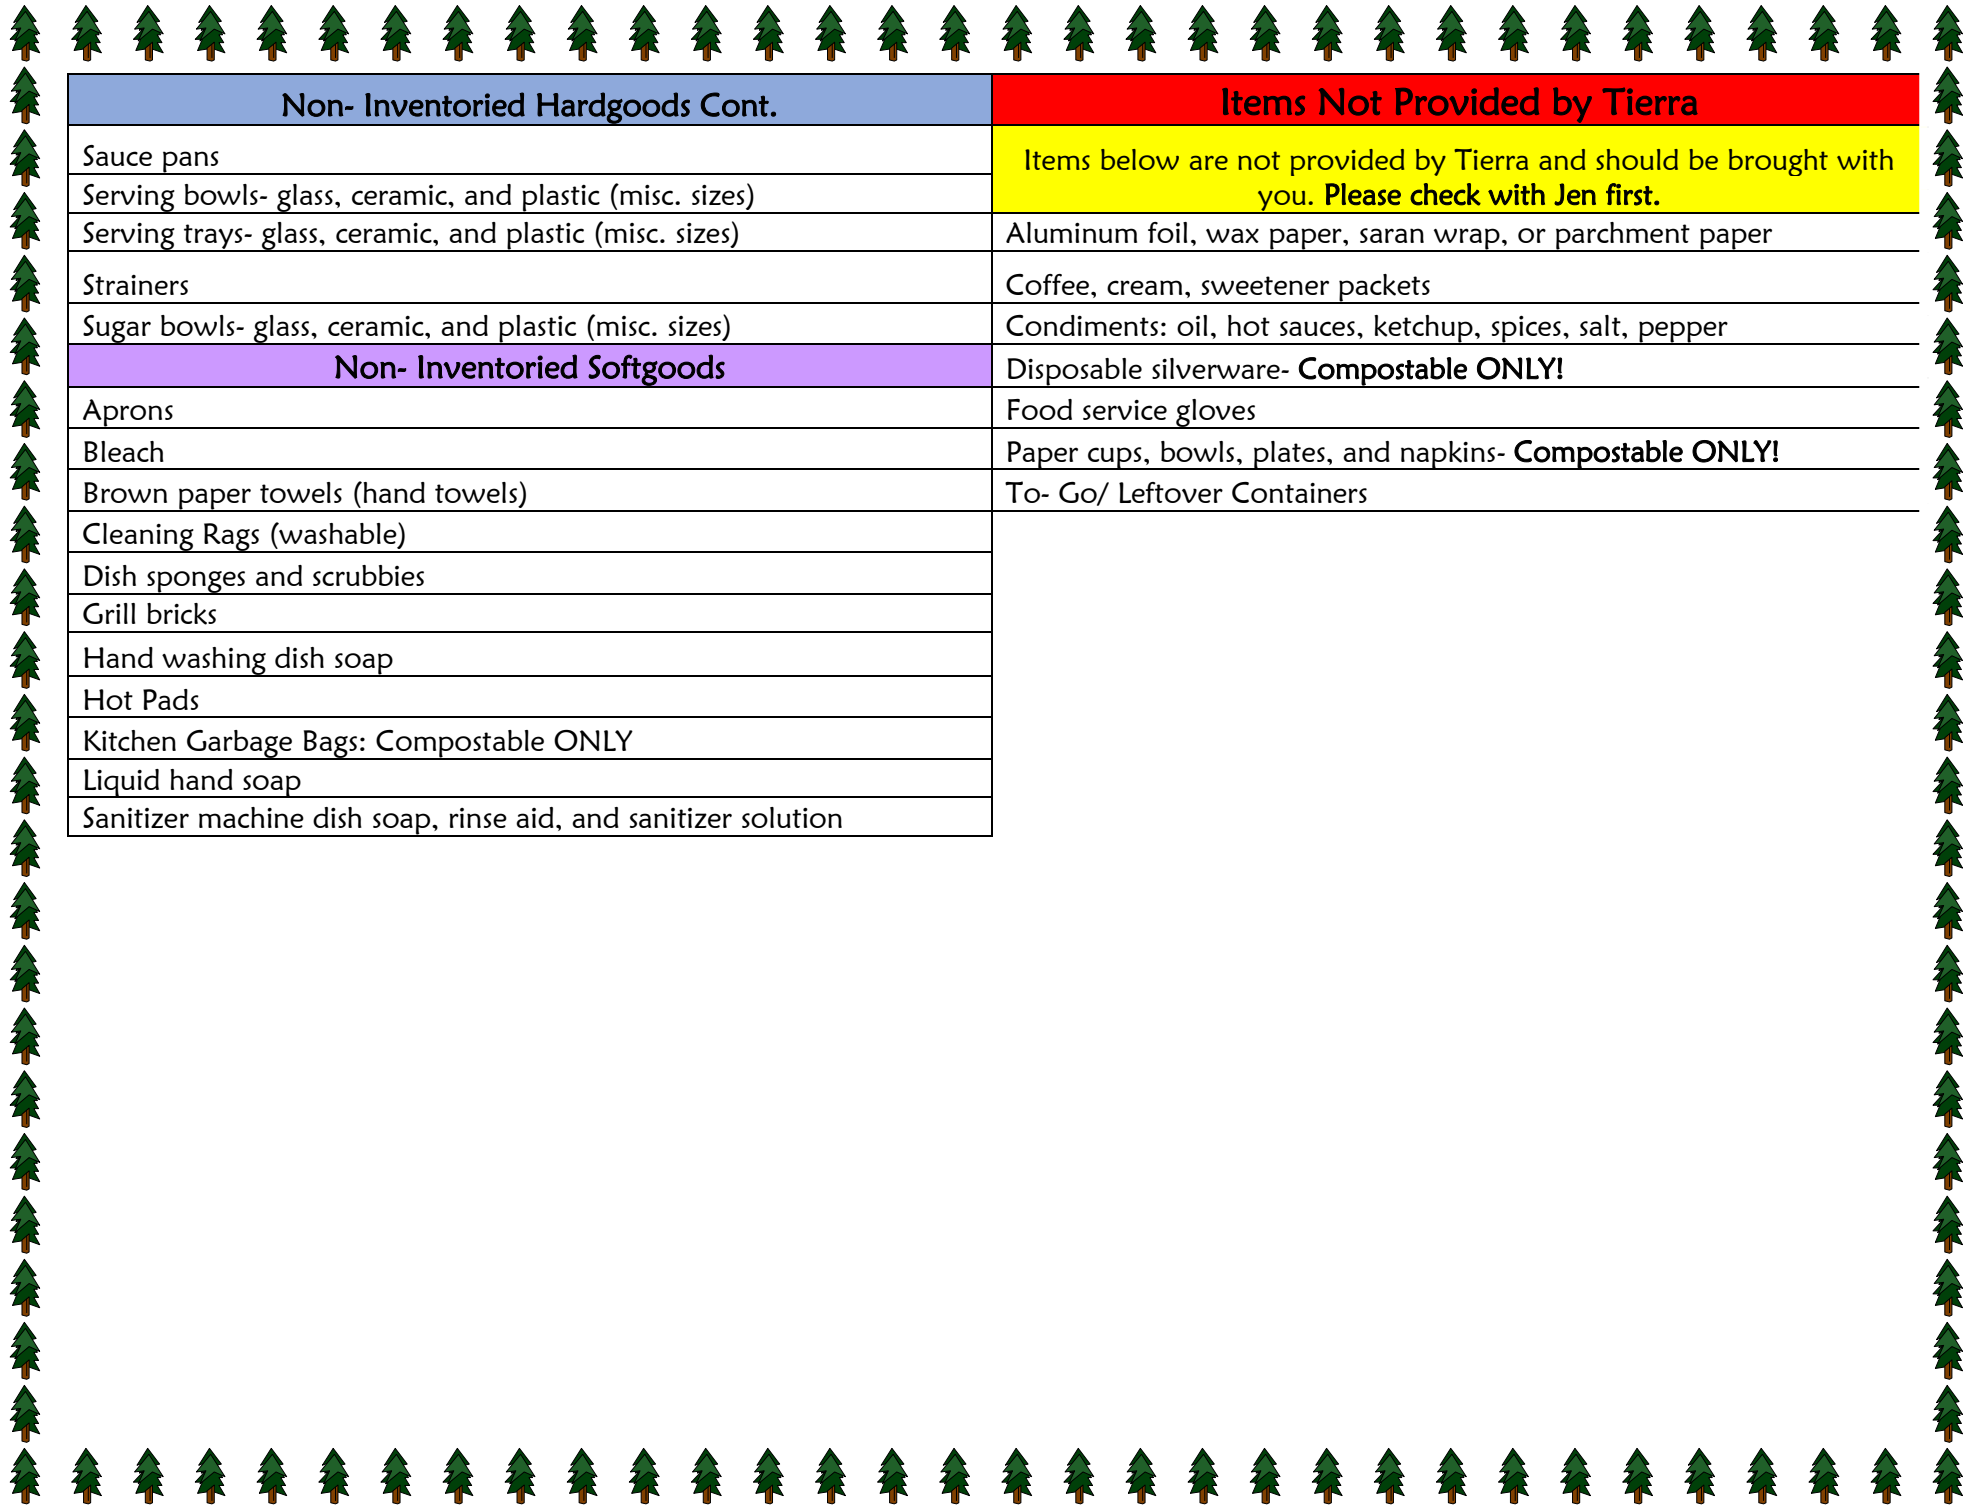 Non- Inventoried Hardgoods Cont.
Sauce pans
Serving bowls- glass, ceramic, and plastic (misc. sizes)
Serving trays- glass, ceramic, and plastic (misc. sizes)
Strainers
Sugar bowls- glass, ceramic, and plastic (misc. sizes)
Non- Inventoried Softgoods
Aprons
Bleach
Brown paper towels (hand towels)
Cleaning Rags (washable)
Dish sponges and scrubbies
Grill bricks
Hand washing dish soap
Hot Pads
Kitchen Garbage Bags: Compostable ONLY
Liquid hand soap
Sanitizer machine dish soap, rinse aid, and sanitizer solution
Items Not Provided by Tierra
Items below are not provided by Tierra and should be brought with
you. Please check with Jen first.
Aluminum foil, wax paper, saran wrap, or parchment paper
Coffee, cream, sweetener packets
Condiments: oil, hot sauces, ketchup, spices, salt, pepper
Disposable silverware- Compostable ONLY!
Food service gloves
Paper cups, bowls, plates, and napkins- Compostable ONLY!
To- Go/ Leftover Containers